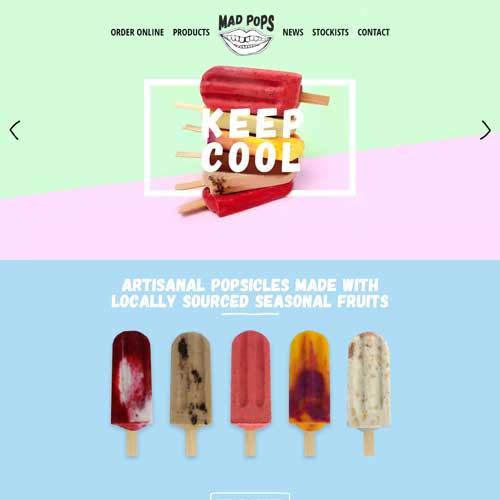 MAD POPS
ORDER ONLINE PRODUCTS NEWS STOCKISTS CONTACT
KEEP
COOL
ARTISANAL POPSICLES MADE WITH
LOCALLY SOURCED SEASONAL FRUITS